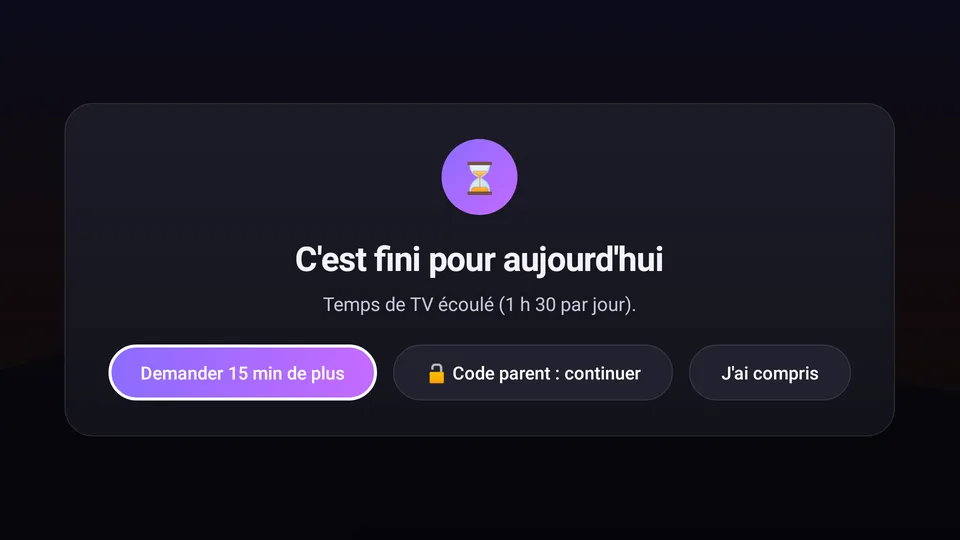 C'est fini pour aujourd'hui
Temps de TV écoulé (1 h 30 par jour).
Demander 15 min de plus
🔓 Code parent : continuer
J'ai compris